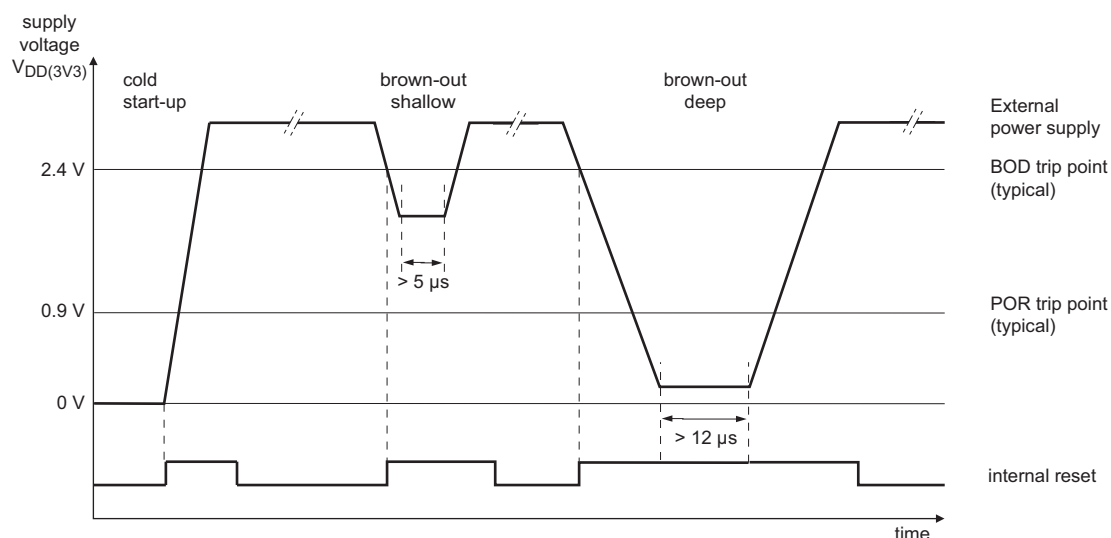 supply
voltage
VDD(3V3)
cold
start-up
brown-out
shallow
brown-out
deep
External
power supply
2.4 V
BOD trip point
(typical)
> 5 µs
0.9 V
POR trip point
(typical)
0 V
> 12 µs
internal reset
time